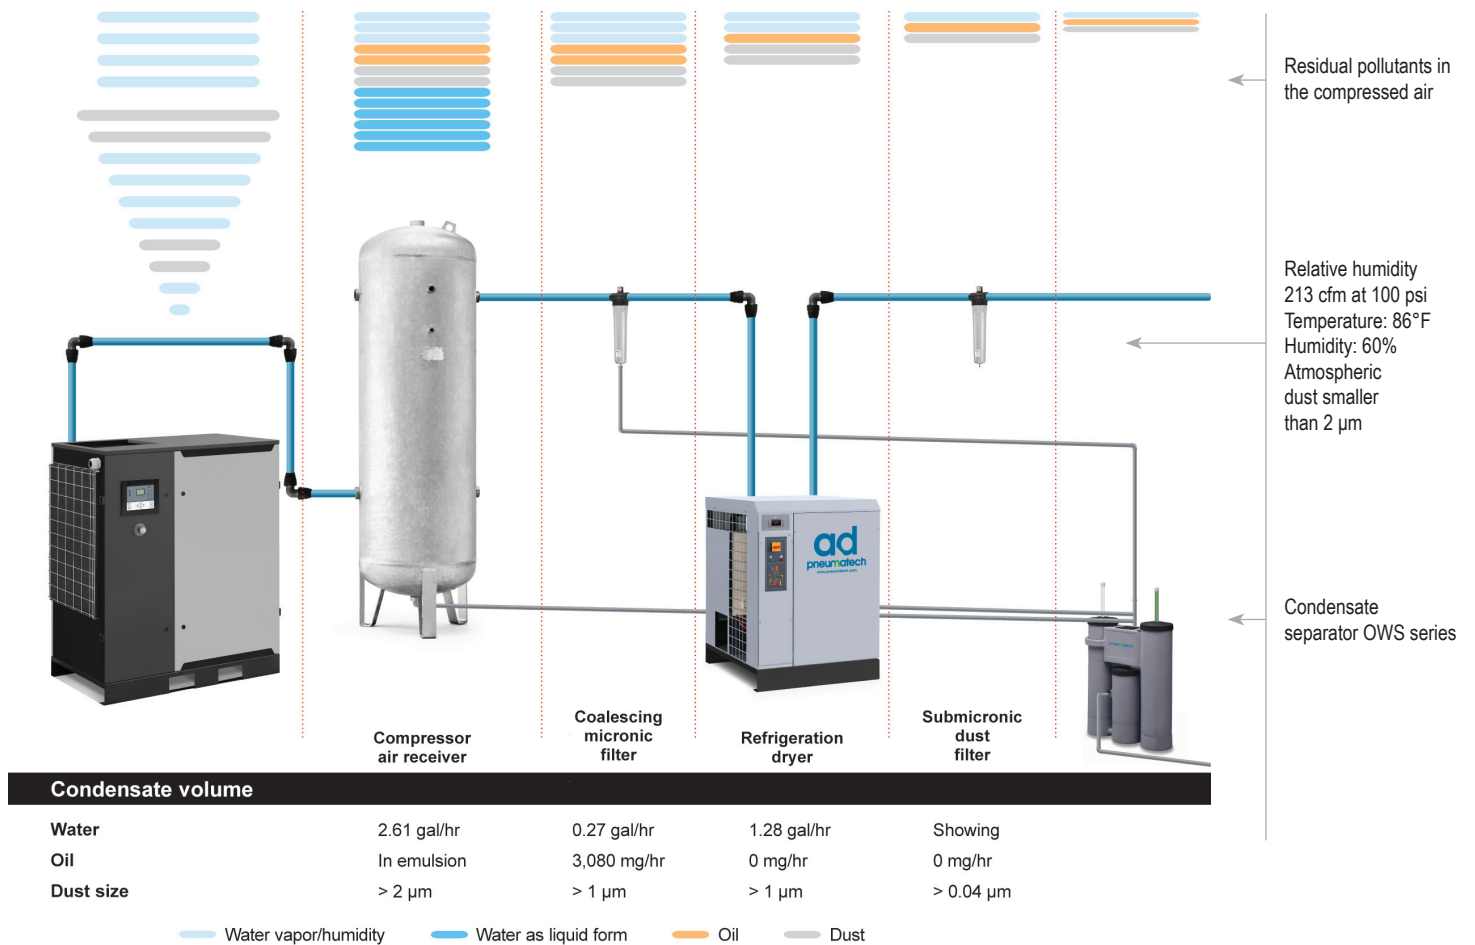 Residual pollutants in
the compressed air
Relative humidity
213 cfm at 100 psi
Temperature: 86°F
Humidity: 60%
Atmospheric
dust smaller
than 2 µm
ad
pneumatech
www.pneumatech.com
Condensate
separator OWS series
Compressor
air receiver
Coalescing
micronic
filter
Refrigeration
dryer
Submicronic
dust
filter
Condensate volume
Water 2.61 gal/hr 0.27 gal/hr 1.28 gal/hr Showing
Oil In emulsion 3,080 mg/hr 0 mg/hr 0 mg/hr
Dust size > 2 µm > 1 µm > 1 µm > 0.04 µm
Water vapor/humidity Water as liquid form Oil Dust